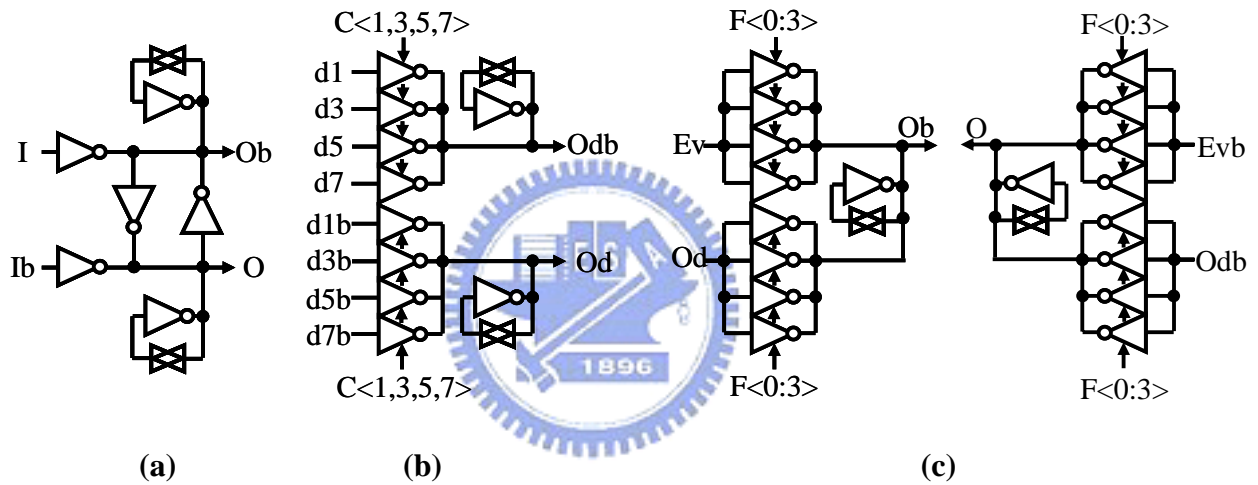 I
Ib
Ob
O
(a)
C<1,3,5,7>
d1
d3
d5
d7
d1b
d3b
d5b
d7b
C<1,3,5,7>
Odb
Od
(b)
F<0:3>
Ev
Od
F<0:3>
Ob
O
F<0:3>
Evb
Odb
F<0:3>
(c)
1896